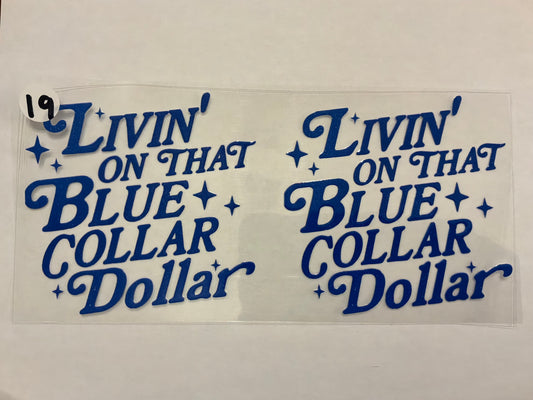 19
LIVIN'
ON THAT
BLUE
COLLAR
Dollar
LIVIN'
ON THAT
BLUE
COLLAR
Dollar